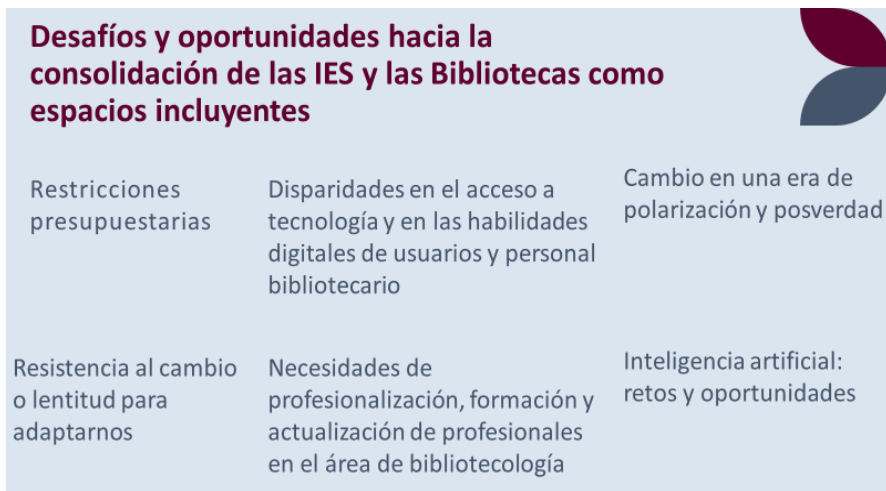 Desafíos y oportunidades hacia la
consolidación de las IES y las Bibliotecas como
espacios incluyentes
Restricciones
presupuestarias
Disparidades en el acceso a
tecnología y en las habilidades
digitales de usuarios y personal
bibliotecario
Cambio en una era de
polarización y posverdad
Resistencia al cambio
o lentitud para
adaptarnos
Necesidades de
profesionalización, formación y
actualización de profesionales
en el área de bibliotecología
Inteligencia artificial:
retos y oportunidades